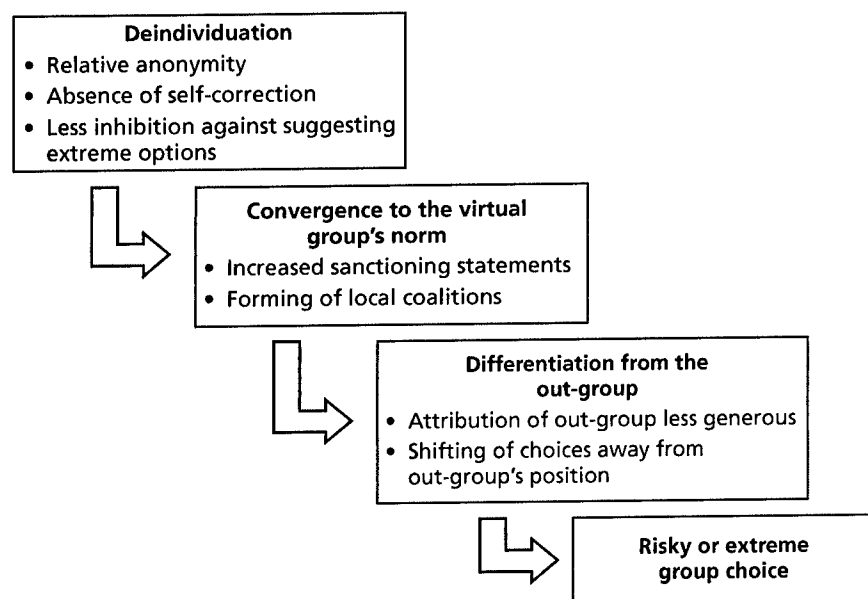 Deindividuation
• Relative anonymity
• Absence of self-correction
• Less inhibition against suggesting
extreme options
Convergence to the virtual
group's norm
• Increased sanctioning statements
• Forming of local coalitions
Differentiation from the
out-group
• Attribution of out-group less generous
• Shifting of choices away from
out-group's position
Risky or extreme
group choice